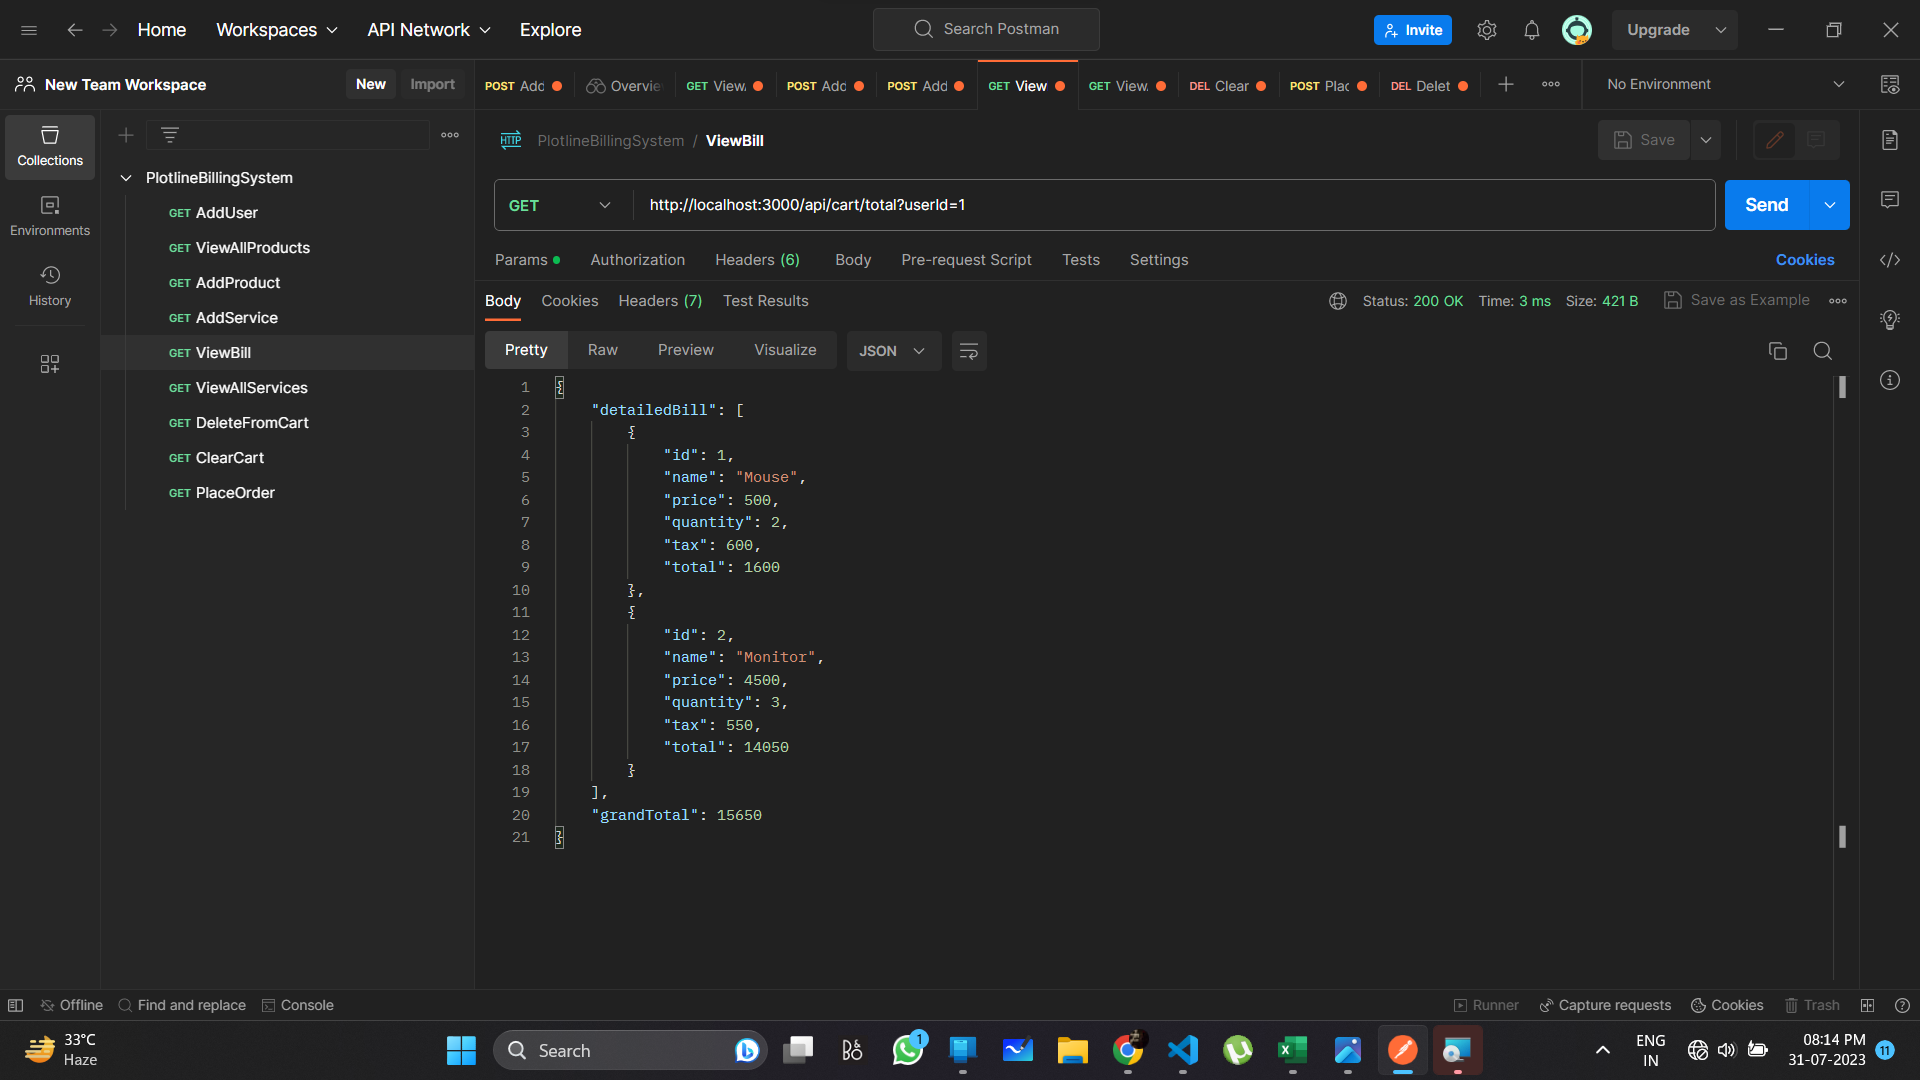 Home Workspaces API Network Explore Search Postman Invite Upgrade
New Team Workspace New Import
POST Add Overvie GET View POST Add POST Add GET View GET View DEL Clear POST Plac DEL Delet No Environment
Collections
Environments
History
PlotlineBillingSystem
GET AddUser
GET ViewAllProducts
GET AddProduct
GET AddService
GET ViewBill
GET ViewAllServices
GET DeleteFromCart
GET ClearCart
GET PlaceOrder
HTTP PlotlineBillingSystem / ViewBill Save
GET http://localhost:3000/api/cart/total?userId=1 Send
Params Authorization Headers (6) Body Pre-request Script Tests Settings Cookies
Body Cookies Headers (7) Test Results Status: 200 OK Time: 3 ms Size: 421 B Save as Example
Pretty Raw Preview Visualize JSON
1 {
2 "detailedBill": [
3 {
4 "id": 1,
5 "name": "Mouse",
6 "price": 500,
7 "quantity": 2,
8 "tax": 600,
9 "total": 1600
10 },
11 {
12 "id": 2,
13 "name": "Monitor",
14 "price": 4500,
15 "quantity": 3,
16 "tax": 550,
17 "total": 14050
18 }
19 ],
20 "grandTotal": 15650
21 }
Offline Find and replace Console Runner Capture requests Cookies Trash
33°C
Haze
Search
1
ENG
IN
08:14 PM
31-07-2023
11